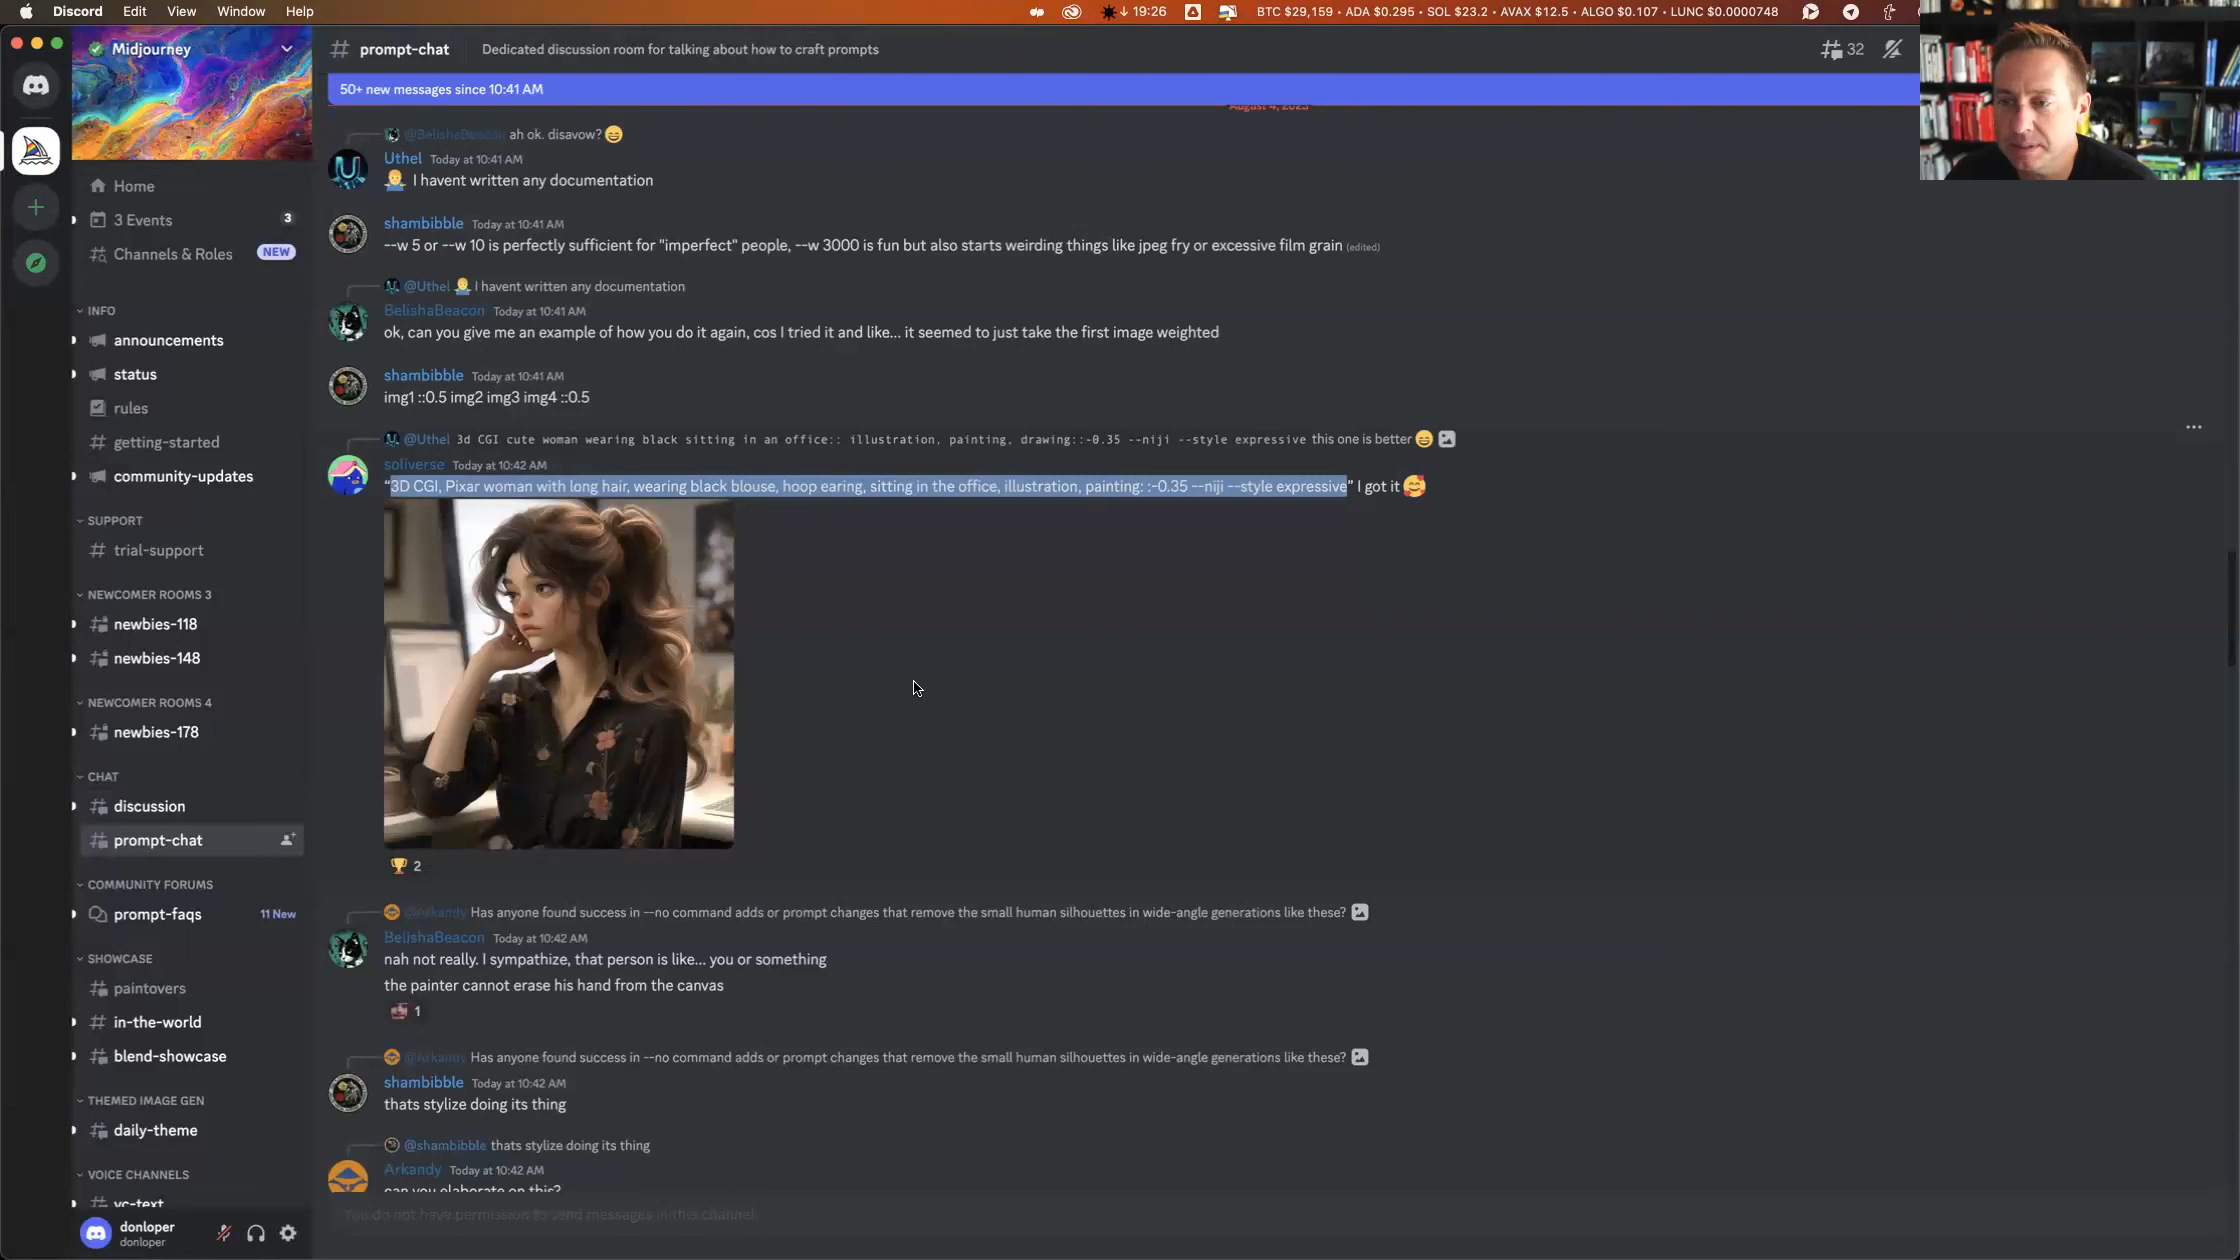 Discord File Edit View Window Help
19:26
BTC $29,159 • ADA $0.295 • SOL $23.2 • AVAX $12.5 • ALGO $0.107 • LUNC $0.0000748
Midjourney
Home
3 Events 3
Channels & Roles NEW
INFO
announcements
status
rules
getting-started
community-updates
SUPPORT
trial-support
NEWCOMER ROOMS 3
newbies-118
newbies-148
NEWCOMER ROOMS 4
newbies-178
CHAT
discussion
prompt-chat
COMMUNITY FORUMS
prompt-faqs 11 New
SHOWCASE
paintovers
in-the-world
blend-showcase
THEMED IMAGE GEN
daily-theme
VOICE CHANNELS
vc-text
donloper
donloper
prompt-chat Dedicated discussion room for talking about how to craft prompts 32
50+ new messages since 10:41 AM
August 4, 2023
@BelishaBeacon ah ok. disavow? 😄
Uthel Today at 10:41 AM
I havent written any documentation
shambibble Today at 10:41 AM
--w 5 or --w 10 is perfectly sufficient for "imperfect" people, --w 3000 is fun but also starts weirding things like jpeg fry or excessive film grain (edited)
@Uthel I havent written any documentation
BelishaBeacon Today at 10:41 AM
ok, can you give me an example of how you do it again, cos I tried it and like... it seemed to just take the first image weighted
shambibble Today at 10:41 AM
img1 ::0.5 img2 img3 img4 ::0.5
@Uthel 3d CGI cute woman wearing black sitting in an office:: illustration, painting, drawing::-0.35 --niji --style expressive this one is better 😄
soliverse Today at 10:42 AM
“3D CGI, Pixar woman with long hair, wearing black blouse, hoop earing, sitting in the office, illustration, painting: :-0.35 --niji --style expressive” I got it 🥰
🏆 2
@Arkandy Has anyone found success in --no command adds or prompt changes that remove the small human silhouettes in wide-angle generations like these?
BelishaBeacon Today at 10:42 AM
nah not really. I sympathize, that person is like... you or something
the painter cannot erase his hand from the canvas
1
@Arkandy Has anyone found success in --no command adds or prompt changes that remove the small human silhouettes in wide-angle generations like these?
shambibble Today at 10:42 AM
thats stylize doing its thing
@shambibble thats stylize doing its thing
Arkandy Today at 10:42 AM
can you elaborate on this?
You do not have permission to send messages in this channel.